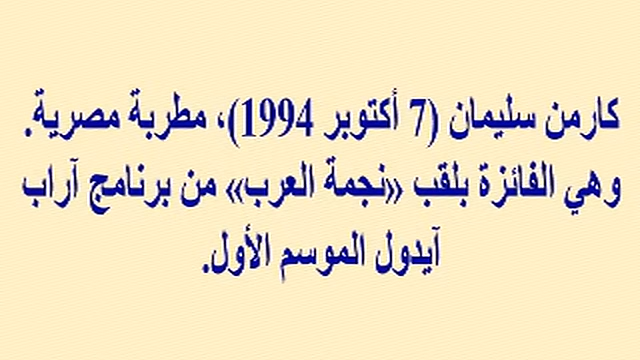 كارمن سليمان (7 أكتوبر 1994)، مطربة مصرية.
وهي الفائزة بلقب «نجمة العرب» من برنامج آراب
آيدول الموسم الأول.